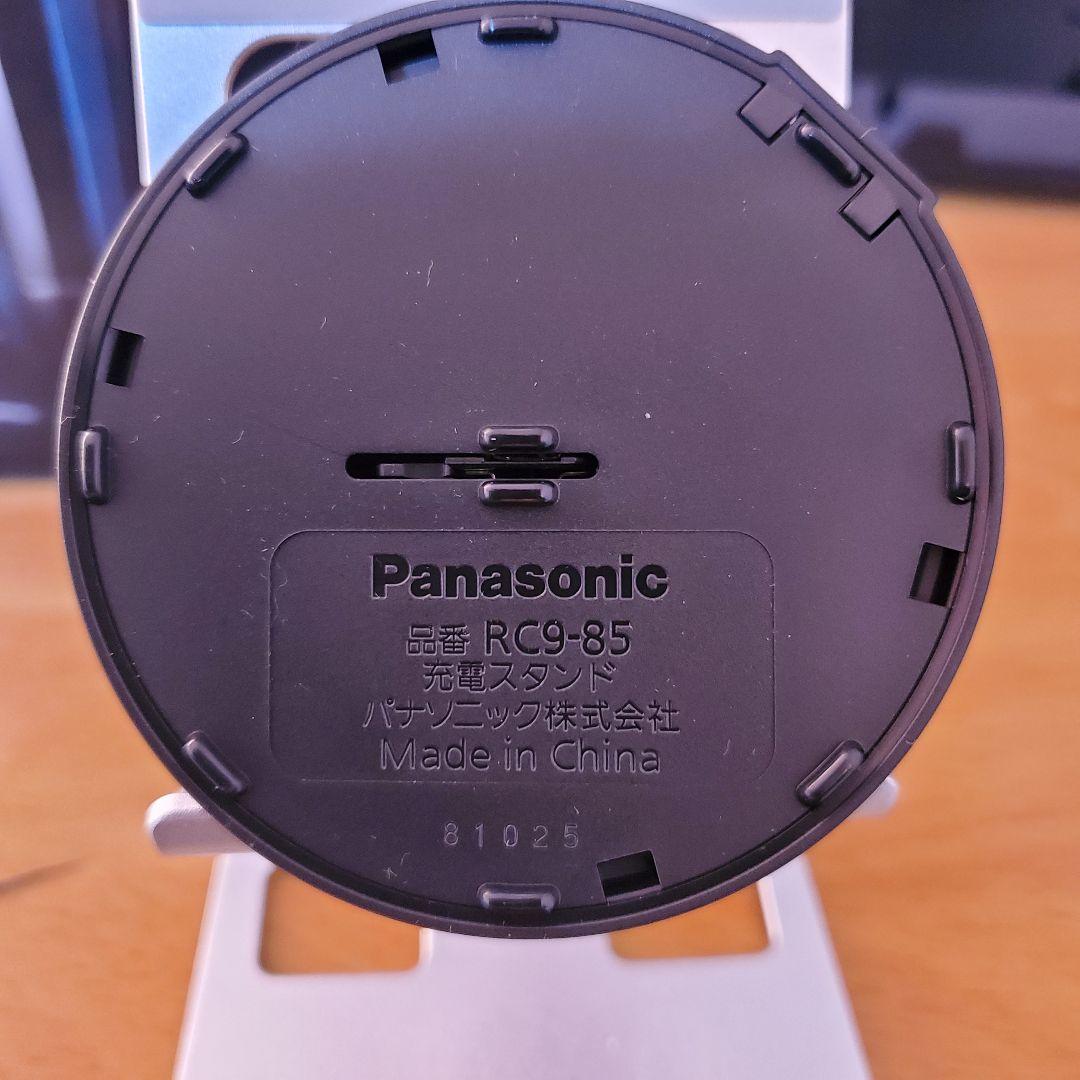 Panasonic
品番 RC9-85
充電スタンド
パナソニック株式会社
Made in China
81025